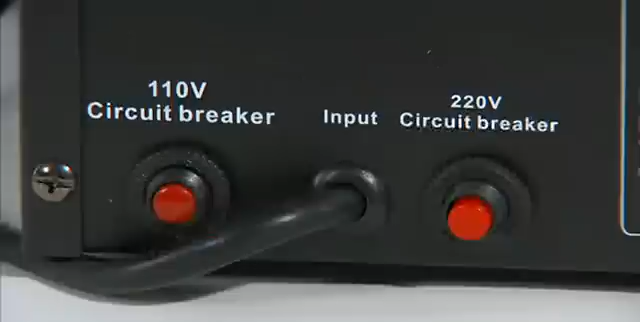 110V
Circuit breaker
Input
220V
Circuit breaker